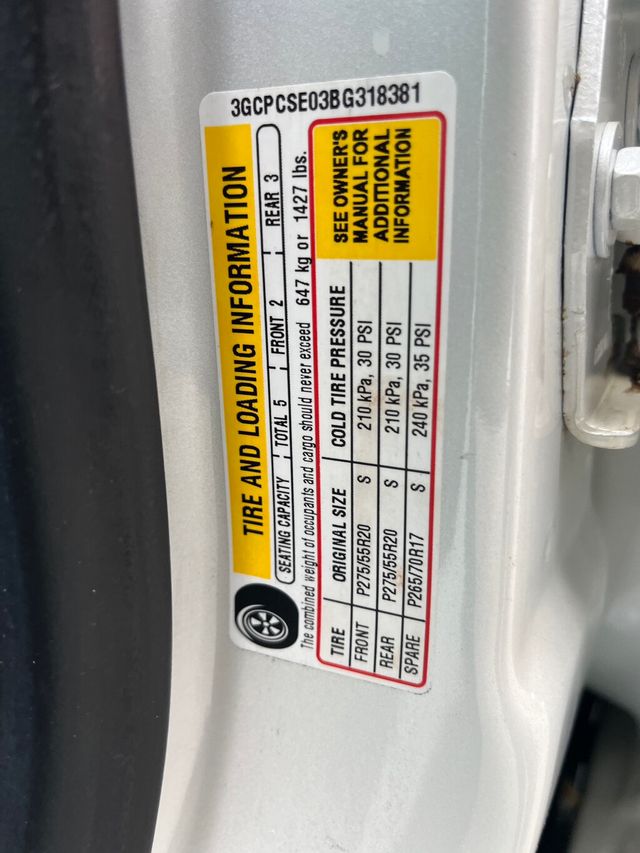 3GCPCSE03BG318381
TIRE AND LOADING INFORMATION
SEATING CAPACITY TOTAL 5 FRONT 2 REAR 3
The combined weight of occupants and cargo should never exceed 647 kg or 1427 lbs.
TIRE ORIGINAL SIZE COLD TIRE PRESSURE
FRONT P275/55R20 S 210 kPa, 30 PSI
REAR P275/55R20 S 210 kPa, 30 PSI
SPARE P265/70R17 S 240 kPa, 35 PSI
SEE OWNER'S
MANUAL FOR
ADDITIONAL
INFORMATION